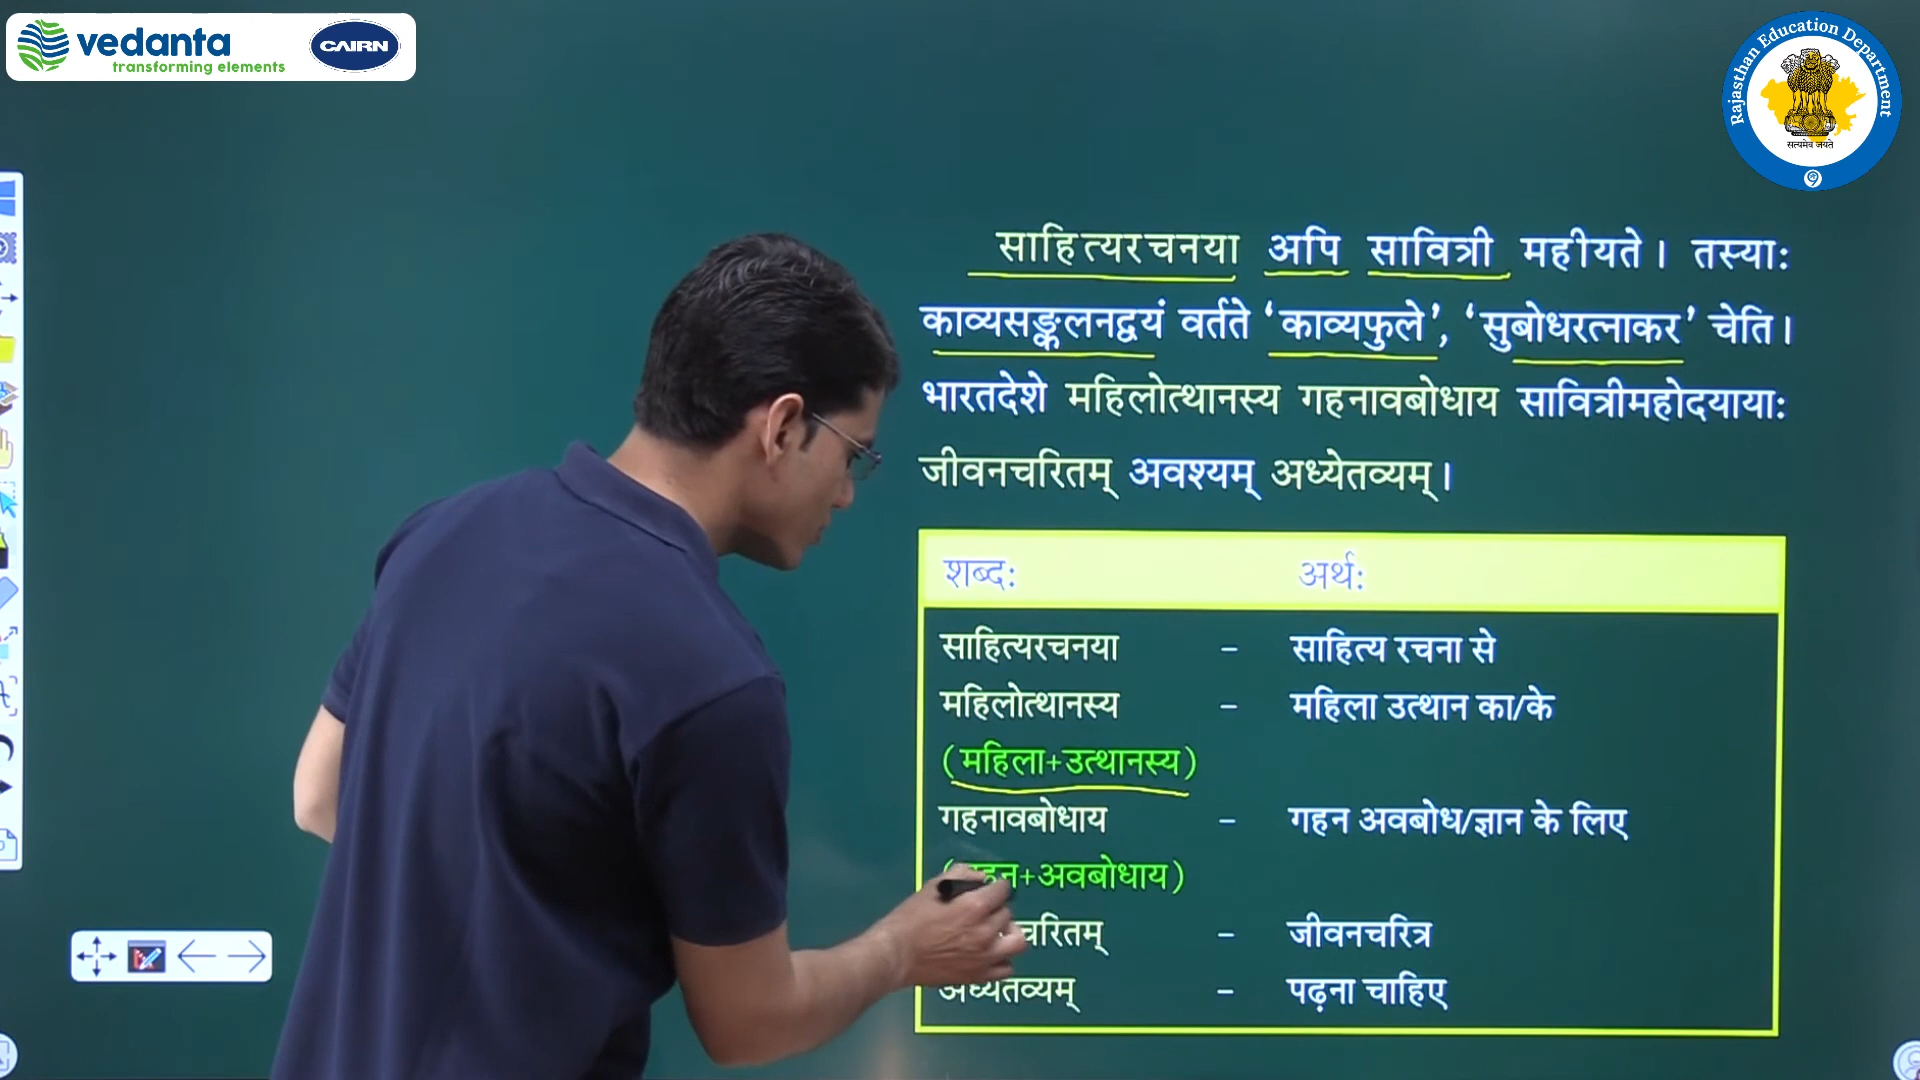 vedanta
transforming elements
CAIRN
Rajasthan Education Department
सत्यमेव जयते
साहित्यरचनया अपि सावित्री महीयते। तस्याः
काव्यसङ्कलनद्वयं वर्तते ‘काव्यफुले’, ‘सुबोधरत्नाकर’ चेति।
भारतदेशे महिलोत्थानस्य गहनावबोधाय सावित्रीमहोदयायाः
जीवनचरितम् अवश्यम् अध्येतव्यम्।
शब्दः अर्थः
साहित्यरचनया – साहित्य रचना से
महिलोत्थानस्य – महिला उत्थान का/के
(महिला+उत्थानस्य)
गहनावबोधाय – गहन अवबोध/ज्ञान के लिए
+अवबोधाय)
चरितम् – जीवनचरित्र
अध्येतव्यम् – पढ़ना चाहिए